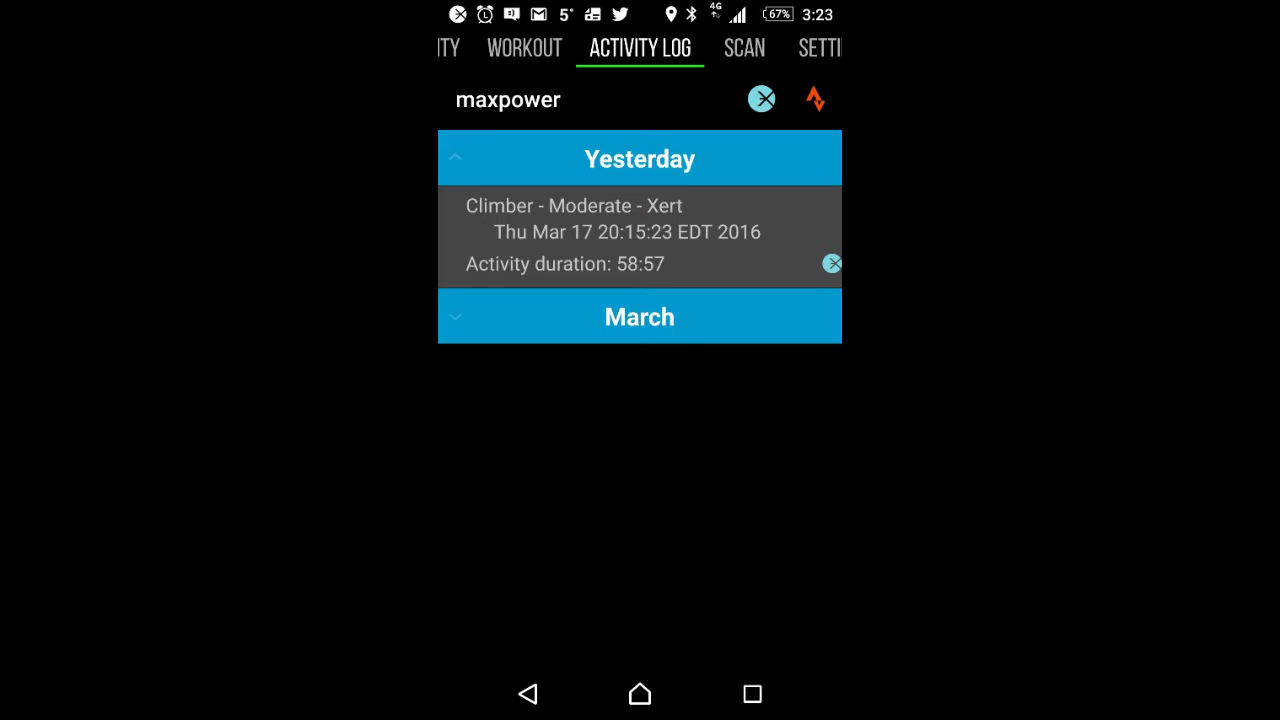 5° 4G 67% 3:23
ITY WORKOUT ACTIVITY LOG SCAN SETTI
maxpower
Yesterday
Climber - Moderate - Xert
Thu Mar 17 20:15:23 EDT 2016
Activity duration: 58:57
March